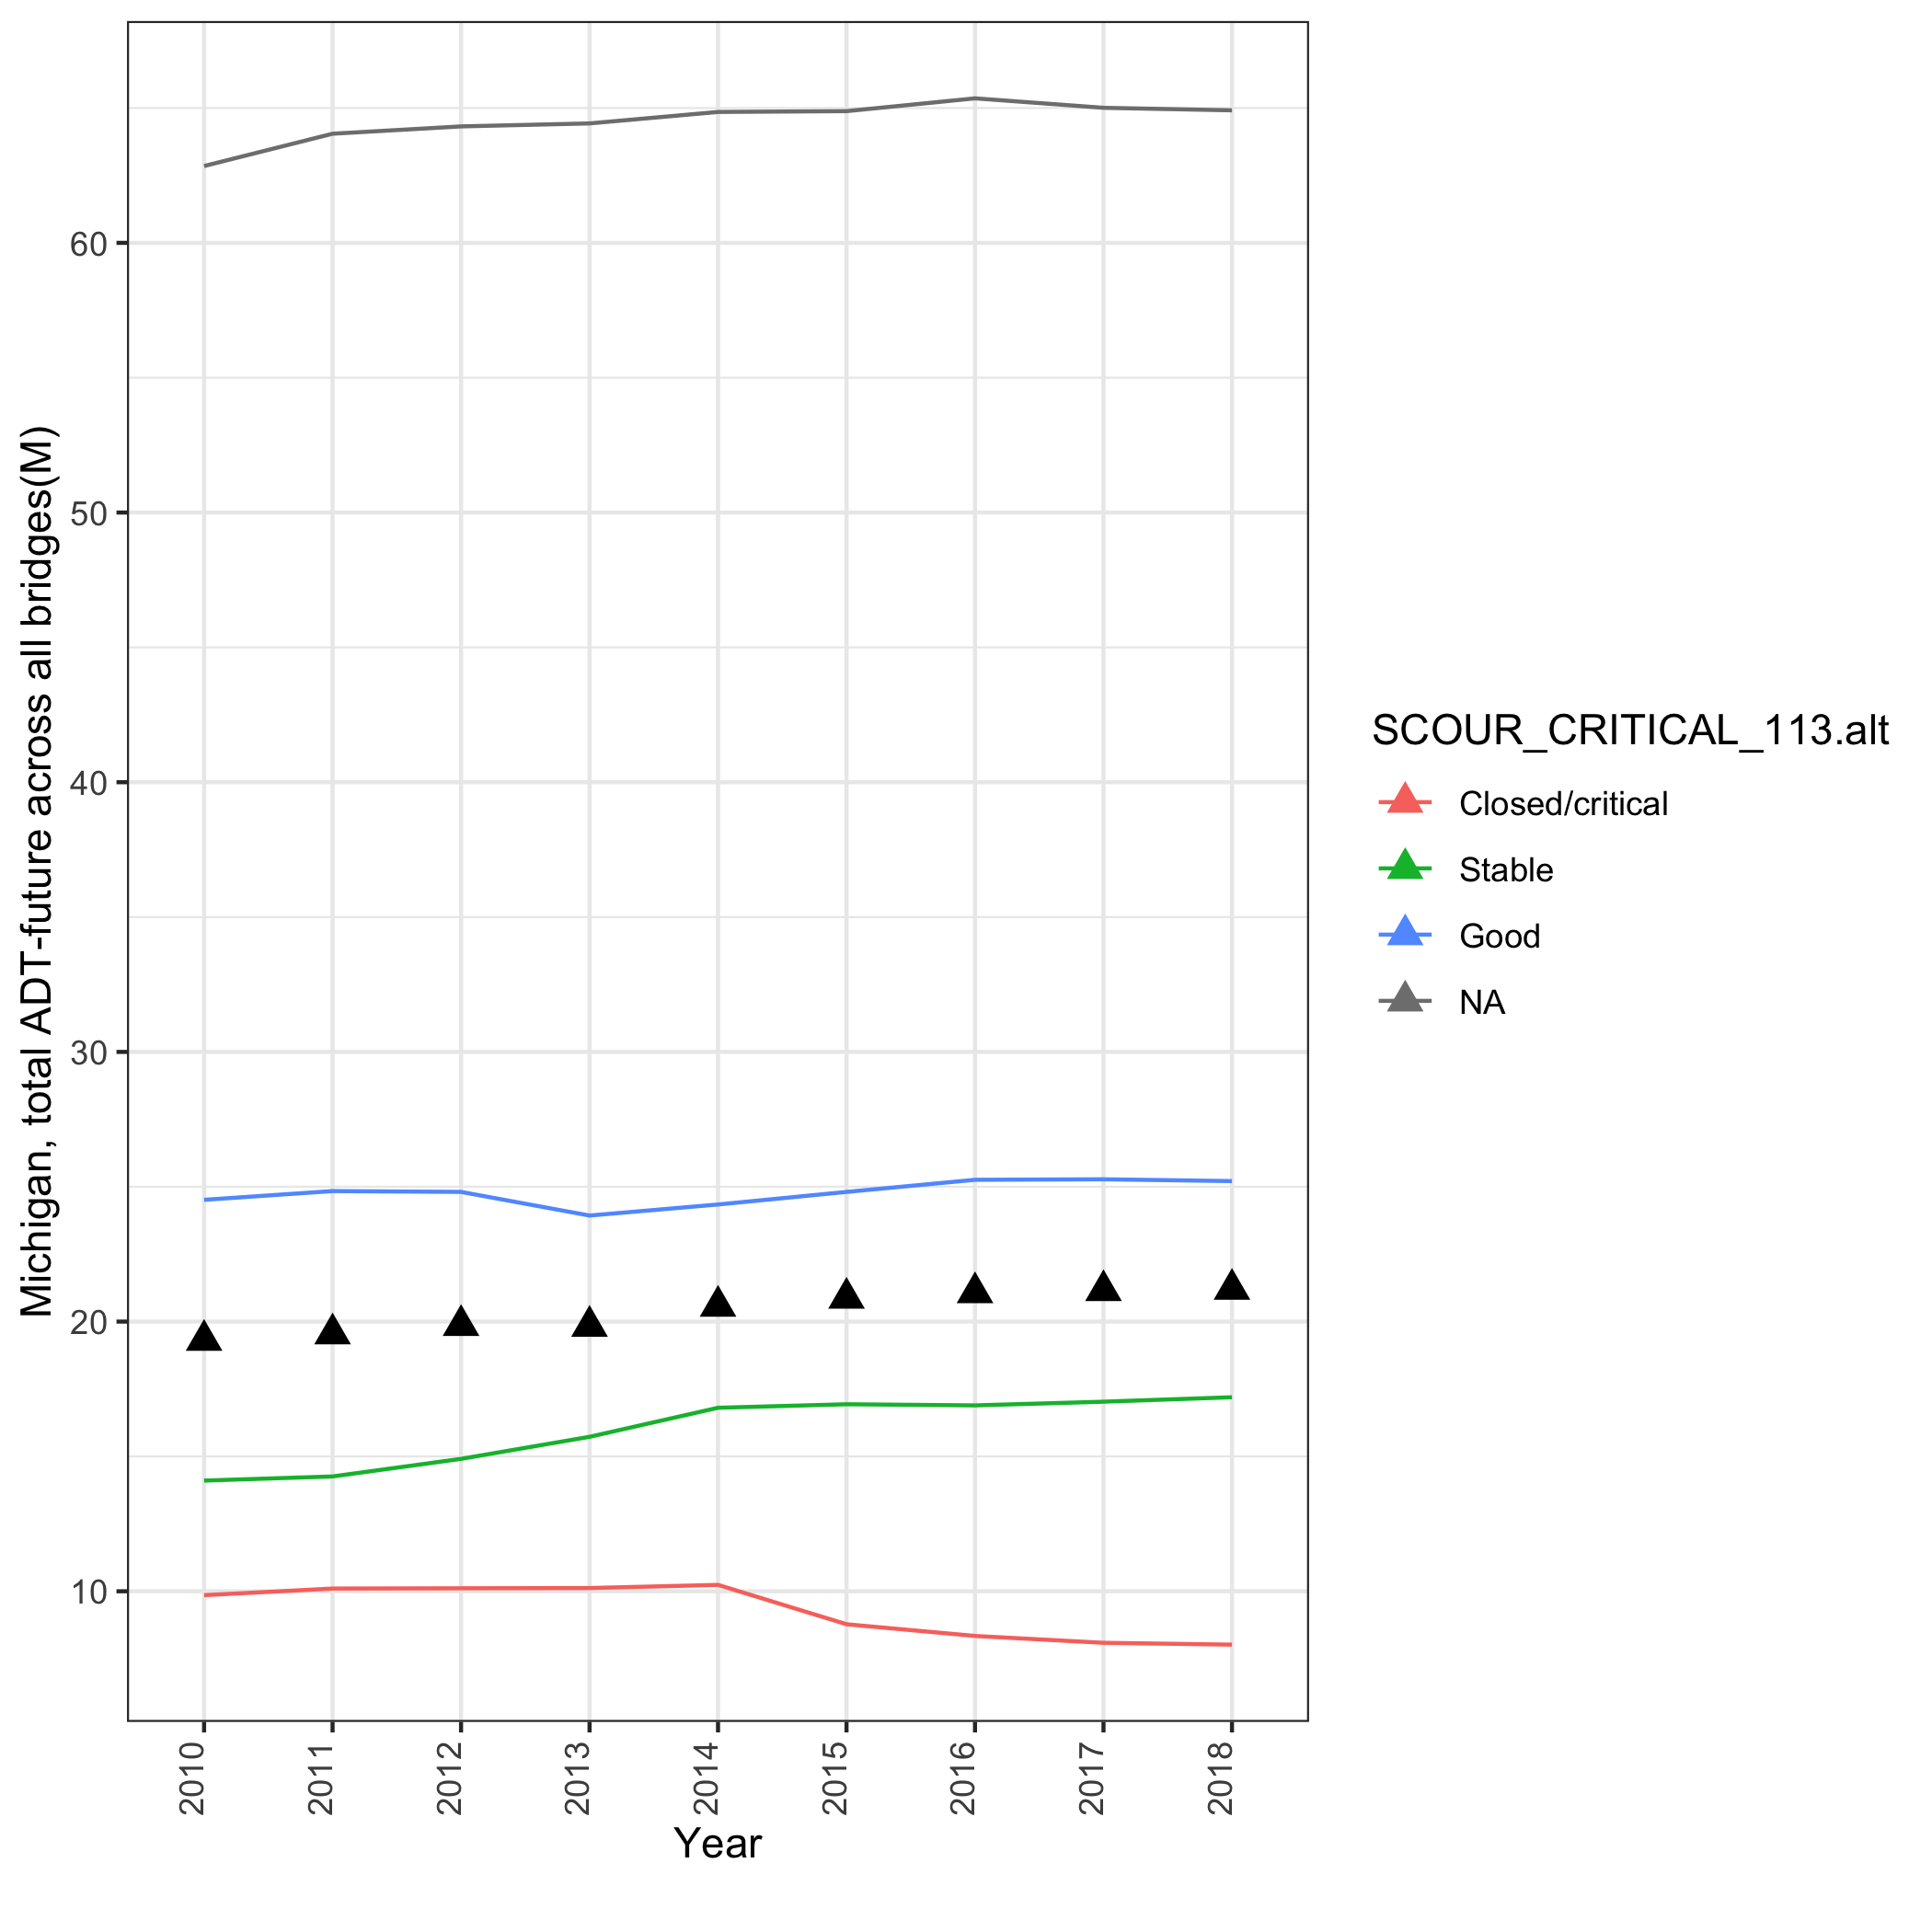 Michigan, total ADT-future across all bridges(M)
60
50
40
30
20
10
2010
2011
2012
2013
2014
2015
2016
2017
2018
Year
SCOUR_CRITICAL_113.alt
Closed/critical
Stable
Good
NA